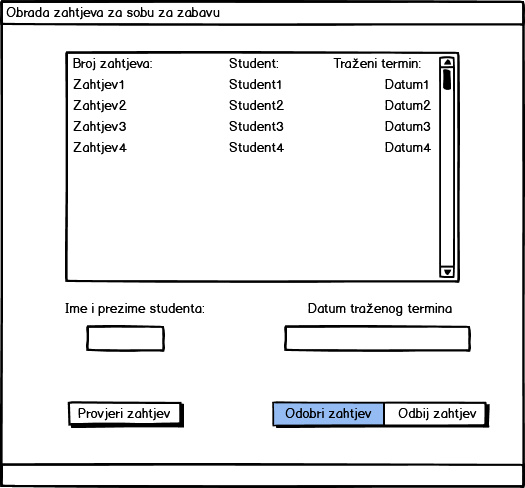 Obrada zahtjeva za sobu za zabavu
Broj zahtjeva: Student: Traženi termin:
Zahtjev1 Student1 Datum1
Zahtjev2 Student2 Datum2
Zahtjev3 Student3 Datum3
Zahtjev4 Student4 Datum4
Ime i prezime studenta: Datum traženog termina
Provjeri zahtjev Odobri zahtjev Odbij zahtjev